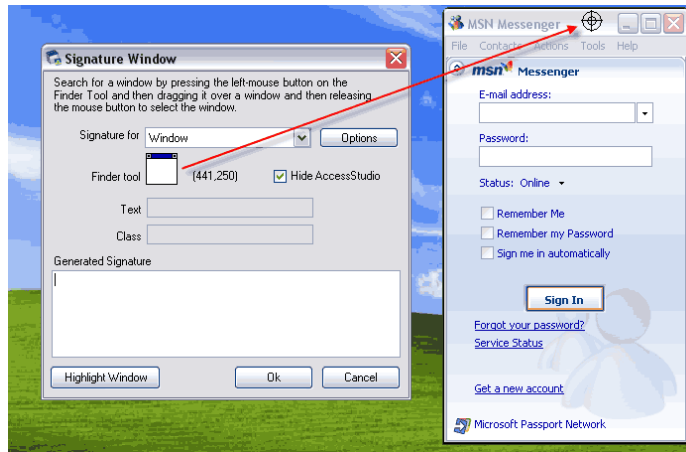 Signature Window
Search for a window by pressing the left-mouse button on the
Finder Tool and then dragging it over a window and then releasing
the mouse button to select the window.
Signature for Window Options
Finder tool (441,250) Hide AccessStudio
Text
Class
Generated Signature
Highlight Window Ok Cancel
MSN Messenger
File Contacts Actions Tools Help
msn Messenger
E-mail address:
Password:
Status: Online
Remember Me
Remember my Password
Sign me in automatically
Sign In
Forgot your password?
Service Status
Get a new account
Microsoft Passport Network